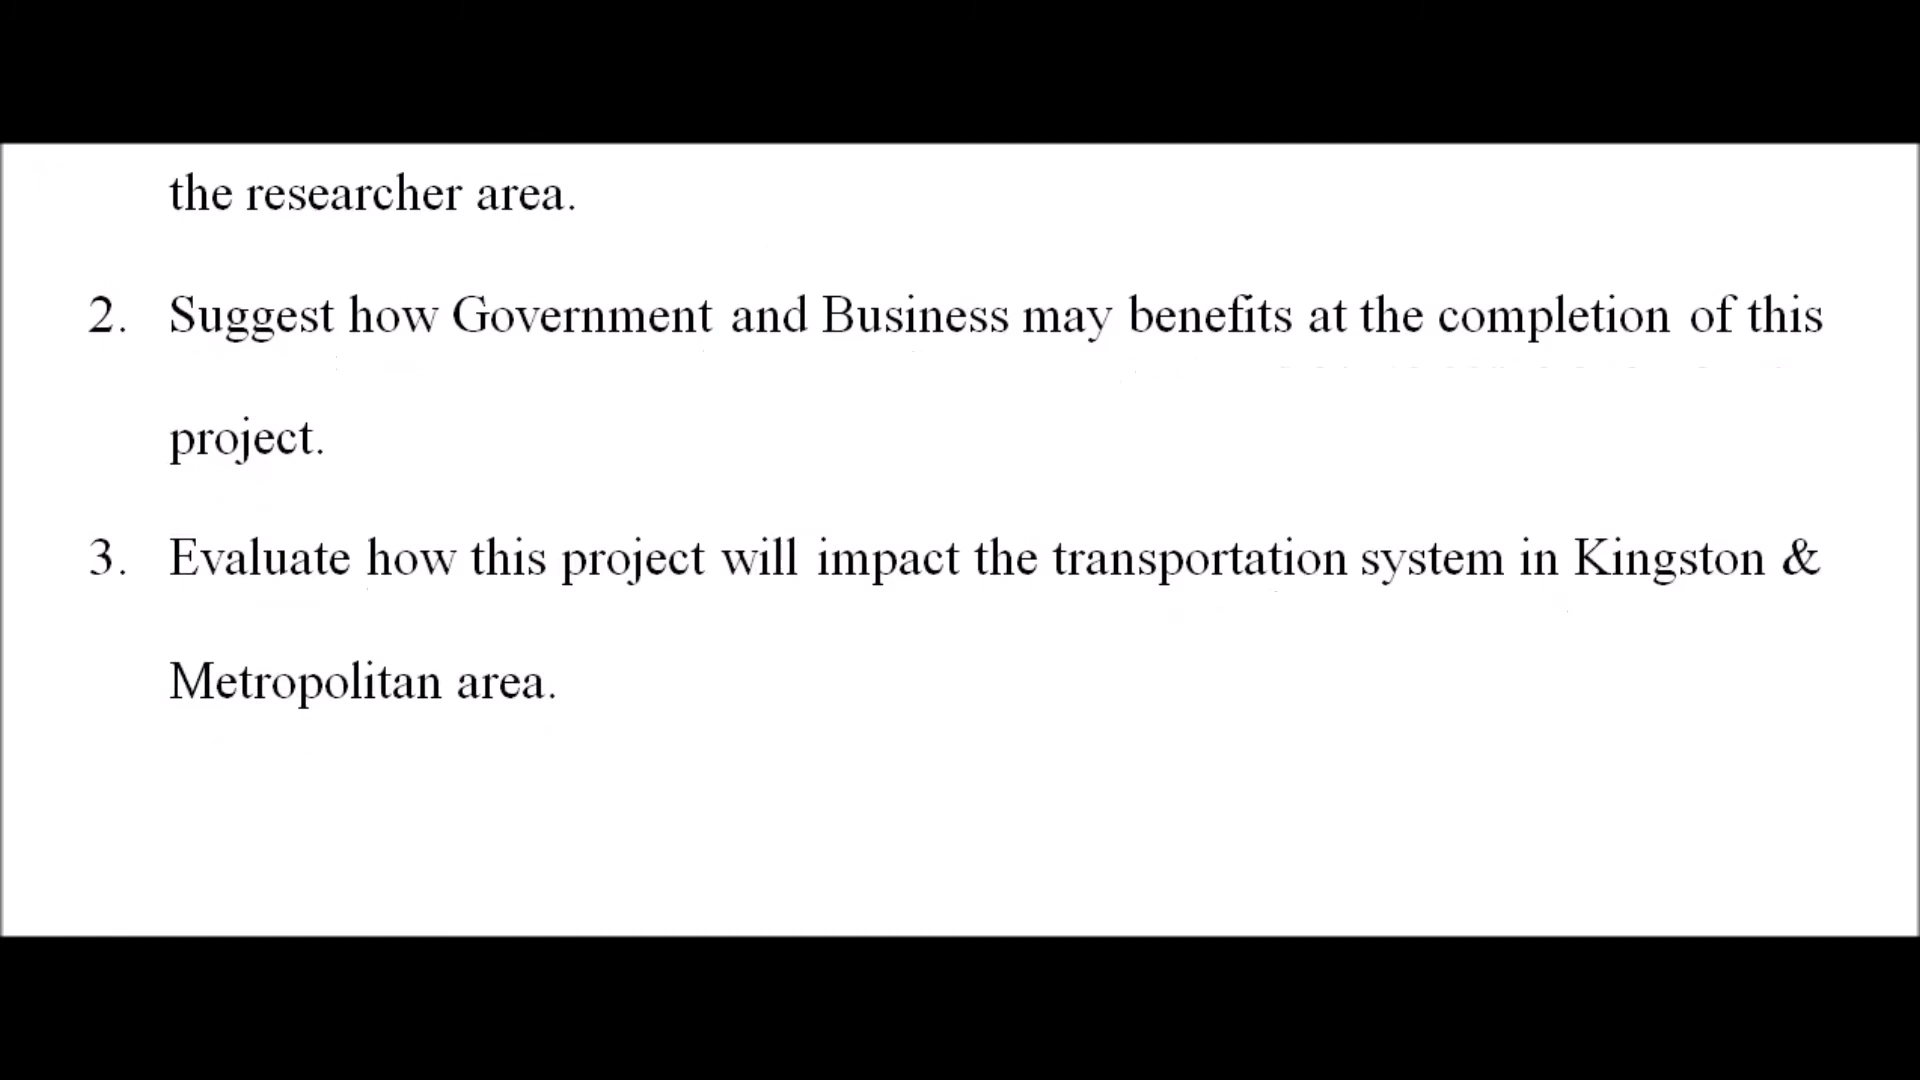 the researcher area.
2. Suggest how Government and Business may benefits at the completion of this
project.
3. Evaluate how this project will impact the transportation system in Kingston &
Metropolitan area.